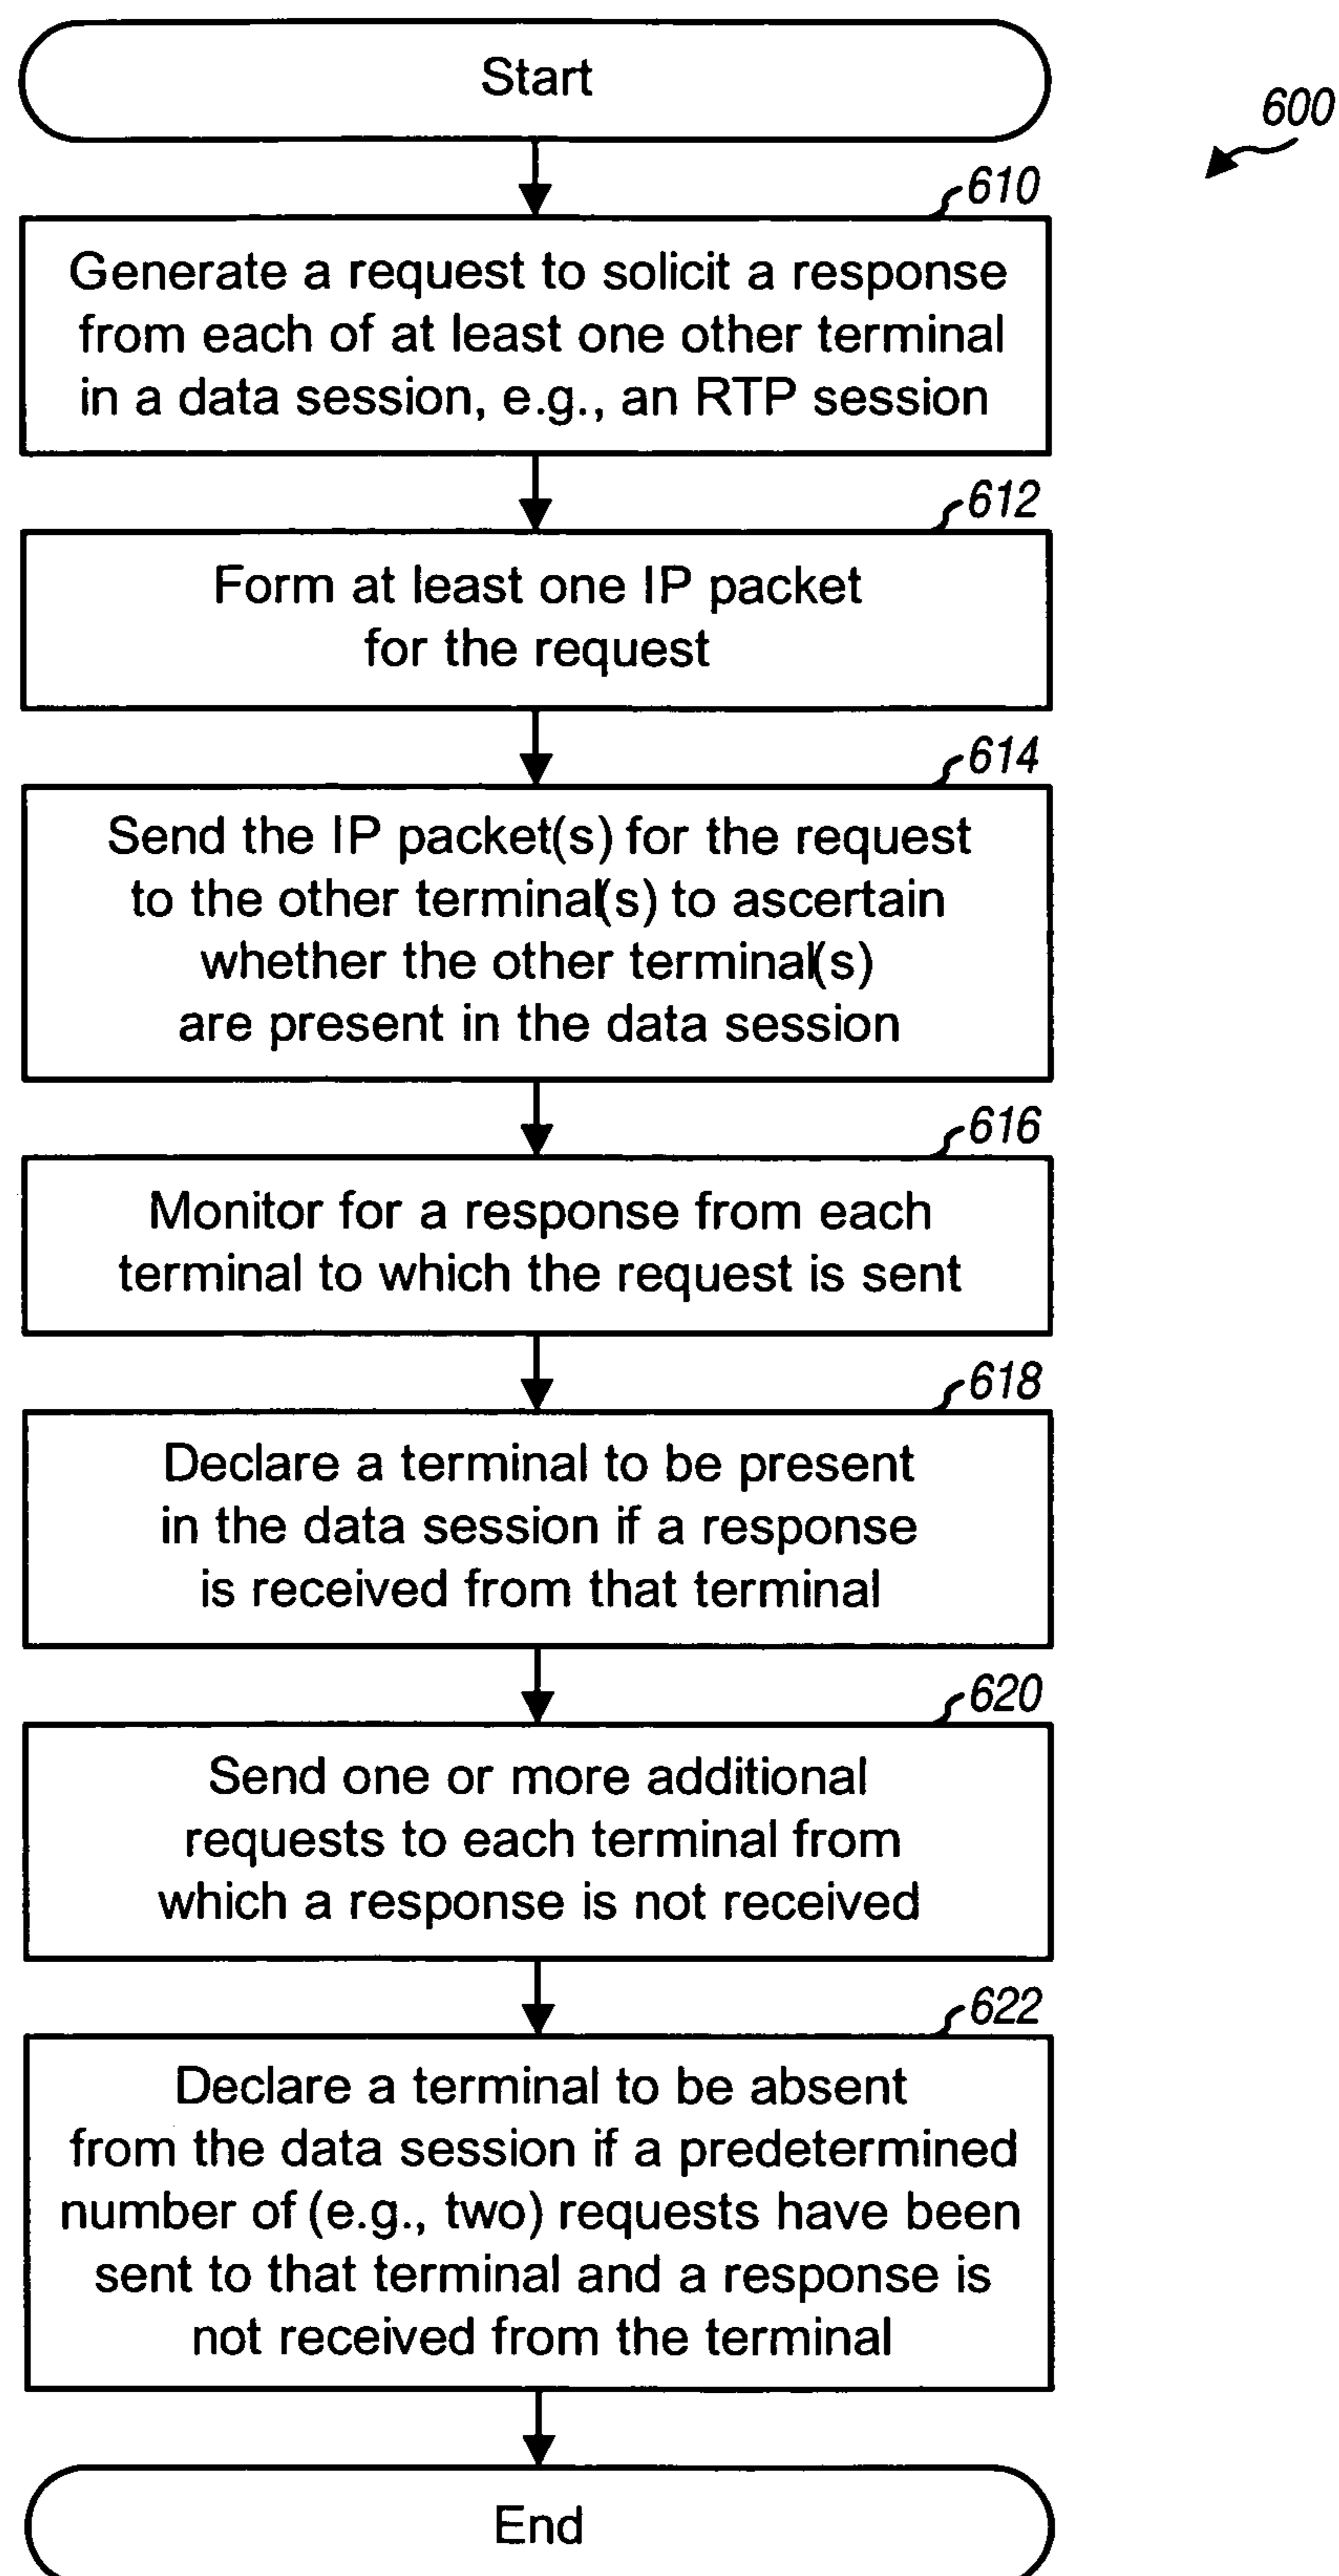 Start
600
610
Generate a request to solicit a response
from each of at least one other terminal
in a data session, e.g., an RTP session
612
Form at least one IP packet
for the request
614
Send the IP packet(s) for the request
to the other terminal(s) to ascertain
whether the other terminal(s)
are present in the data session
616
Monitor for a response from each
terminal to which the request is sent
618
Declare a terminal to be present
in the data session if a response
is received from that terminal
620
Send one or more additional
requests to each terminal from
which a response is not received
622
Declare a terminal to be absent
from the data session if a predetermined
number of (e.g., two) requests have been
sent to that terminal and a response is
not received from the terminal
End